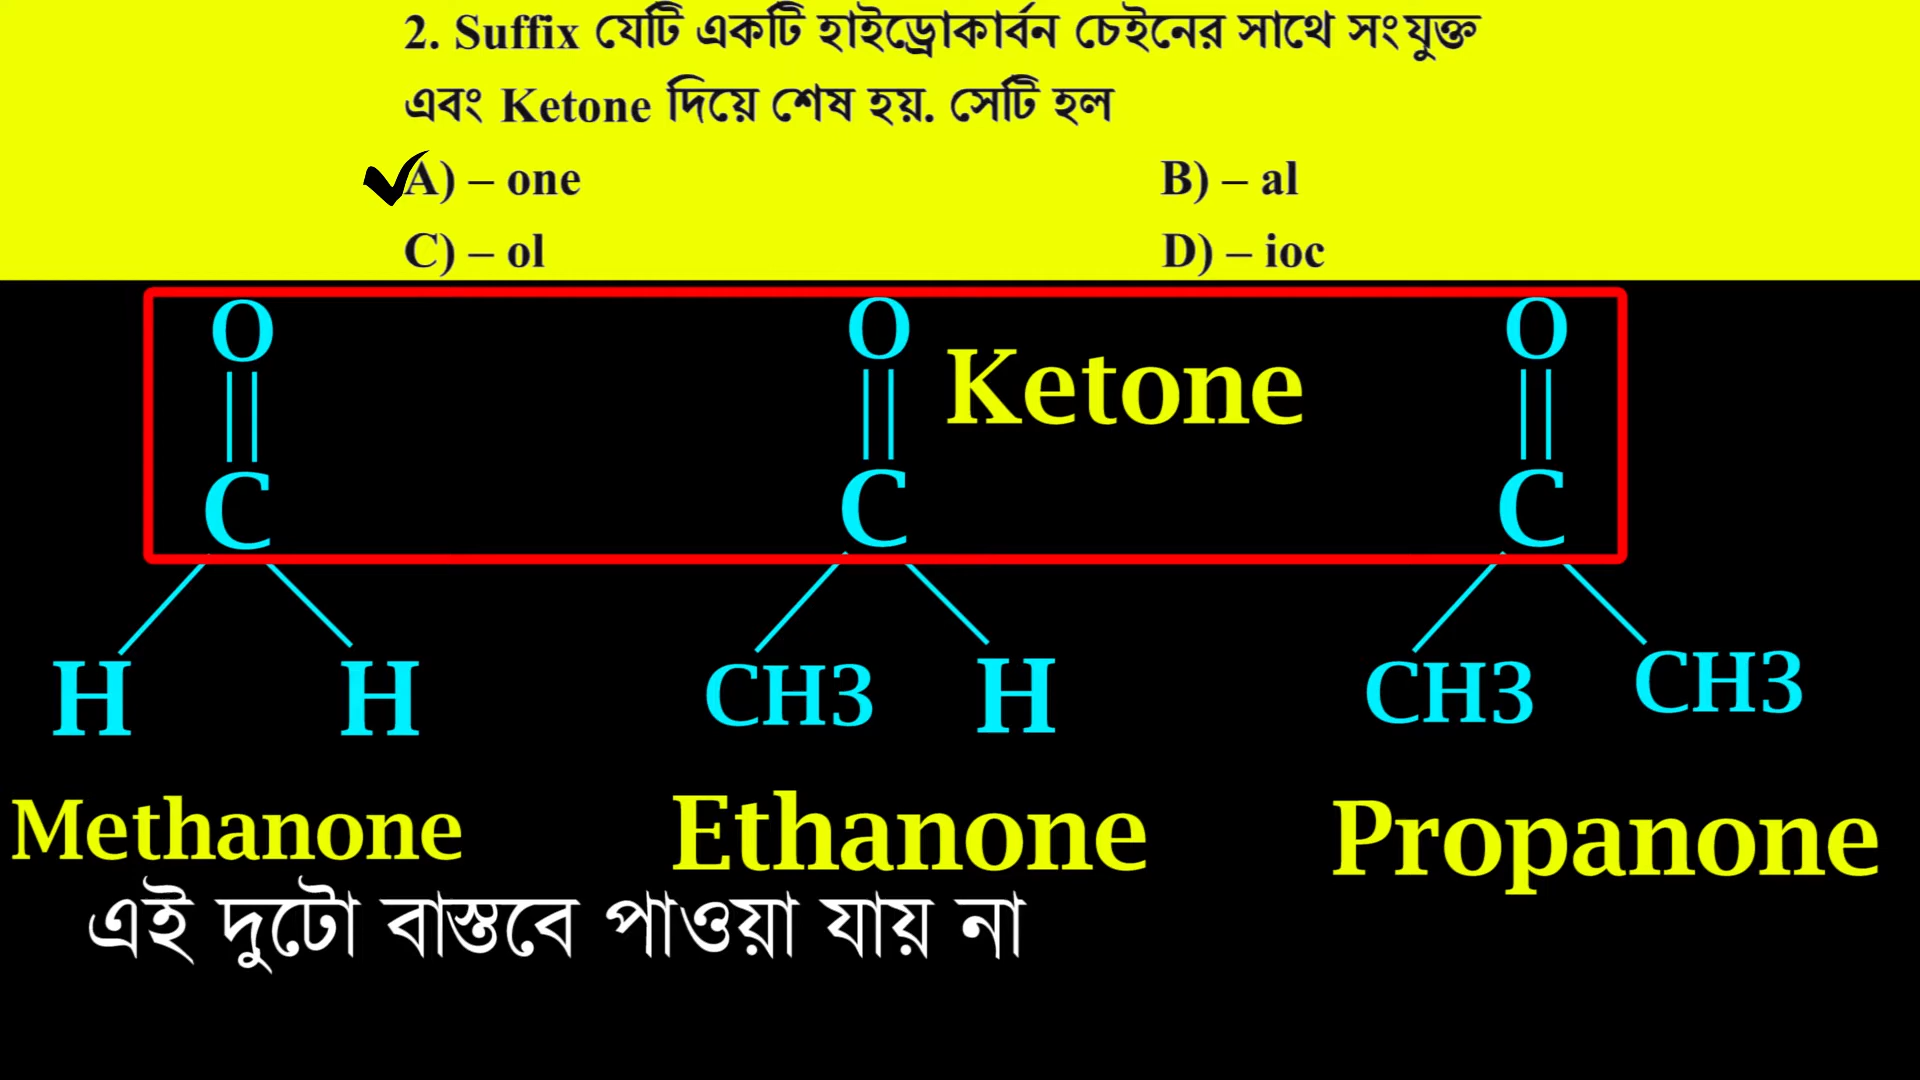 2. Suffix যেটি একটি হাইড্রোকার্বন চেইনের সাথে সংযুক্ত
এবং Ketone দিয়ে শেষ হয়. সেটি হল
A) – one B) – al
C) – ol D) – ioc
O O O
Ketone
C C C
H H CH3 H CH3 CH3
Methanone Ethanone Propanone
এই দুটো বাস্তবে পাওয়া যায় না